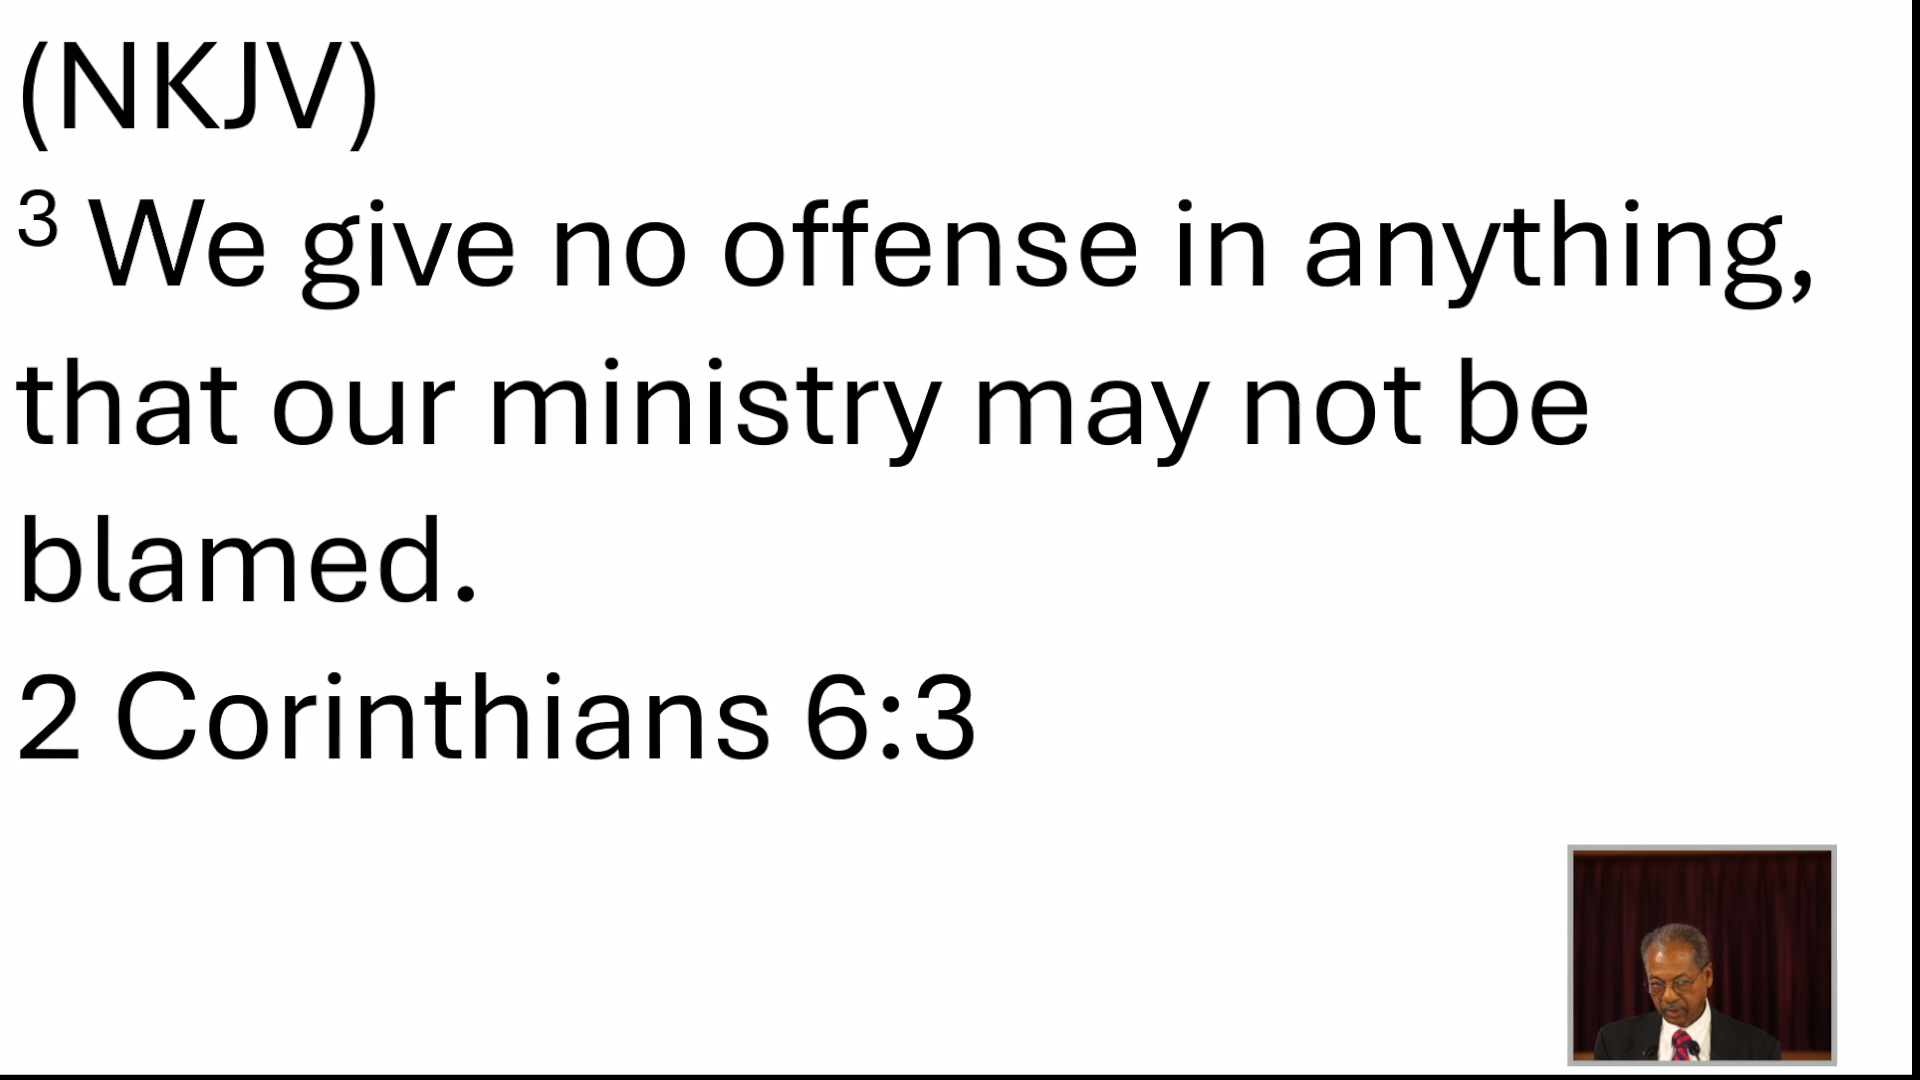 (NKJV)
3 We give no offense in anything,
that our ministry may not be
blamed.
2 Corinthians 6:3